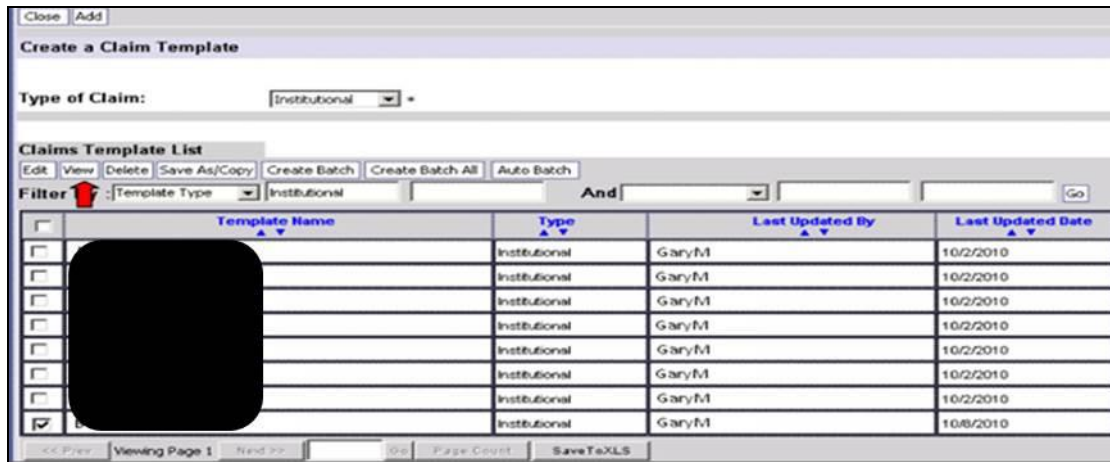 Close Add
Create a Claim Template
Type of Claim: Institutional *
Claims Template List
Edit View Delete Save As/Copy Create Batch Create Batch All Auto Batch
Filter : Template Type Institutional And Go
Template Name Type Last Updated By Last Updated Date
Institutional GaryM 10/2/2010
Institutional GaryM 10/2/2010
Institutional GaryM 10/2/2010
Institutional GaryM 10/2/2010
Institutional GaryM 10/2/2010
Institutional GaryM 10/2/2010
Institutional GaryM 10/2/2010
Institutional GaryM 10/8/2010
<< Prev Viewing Page 1 Next >> Go Page Count SaveToXLS